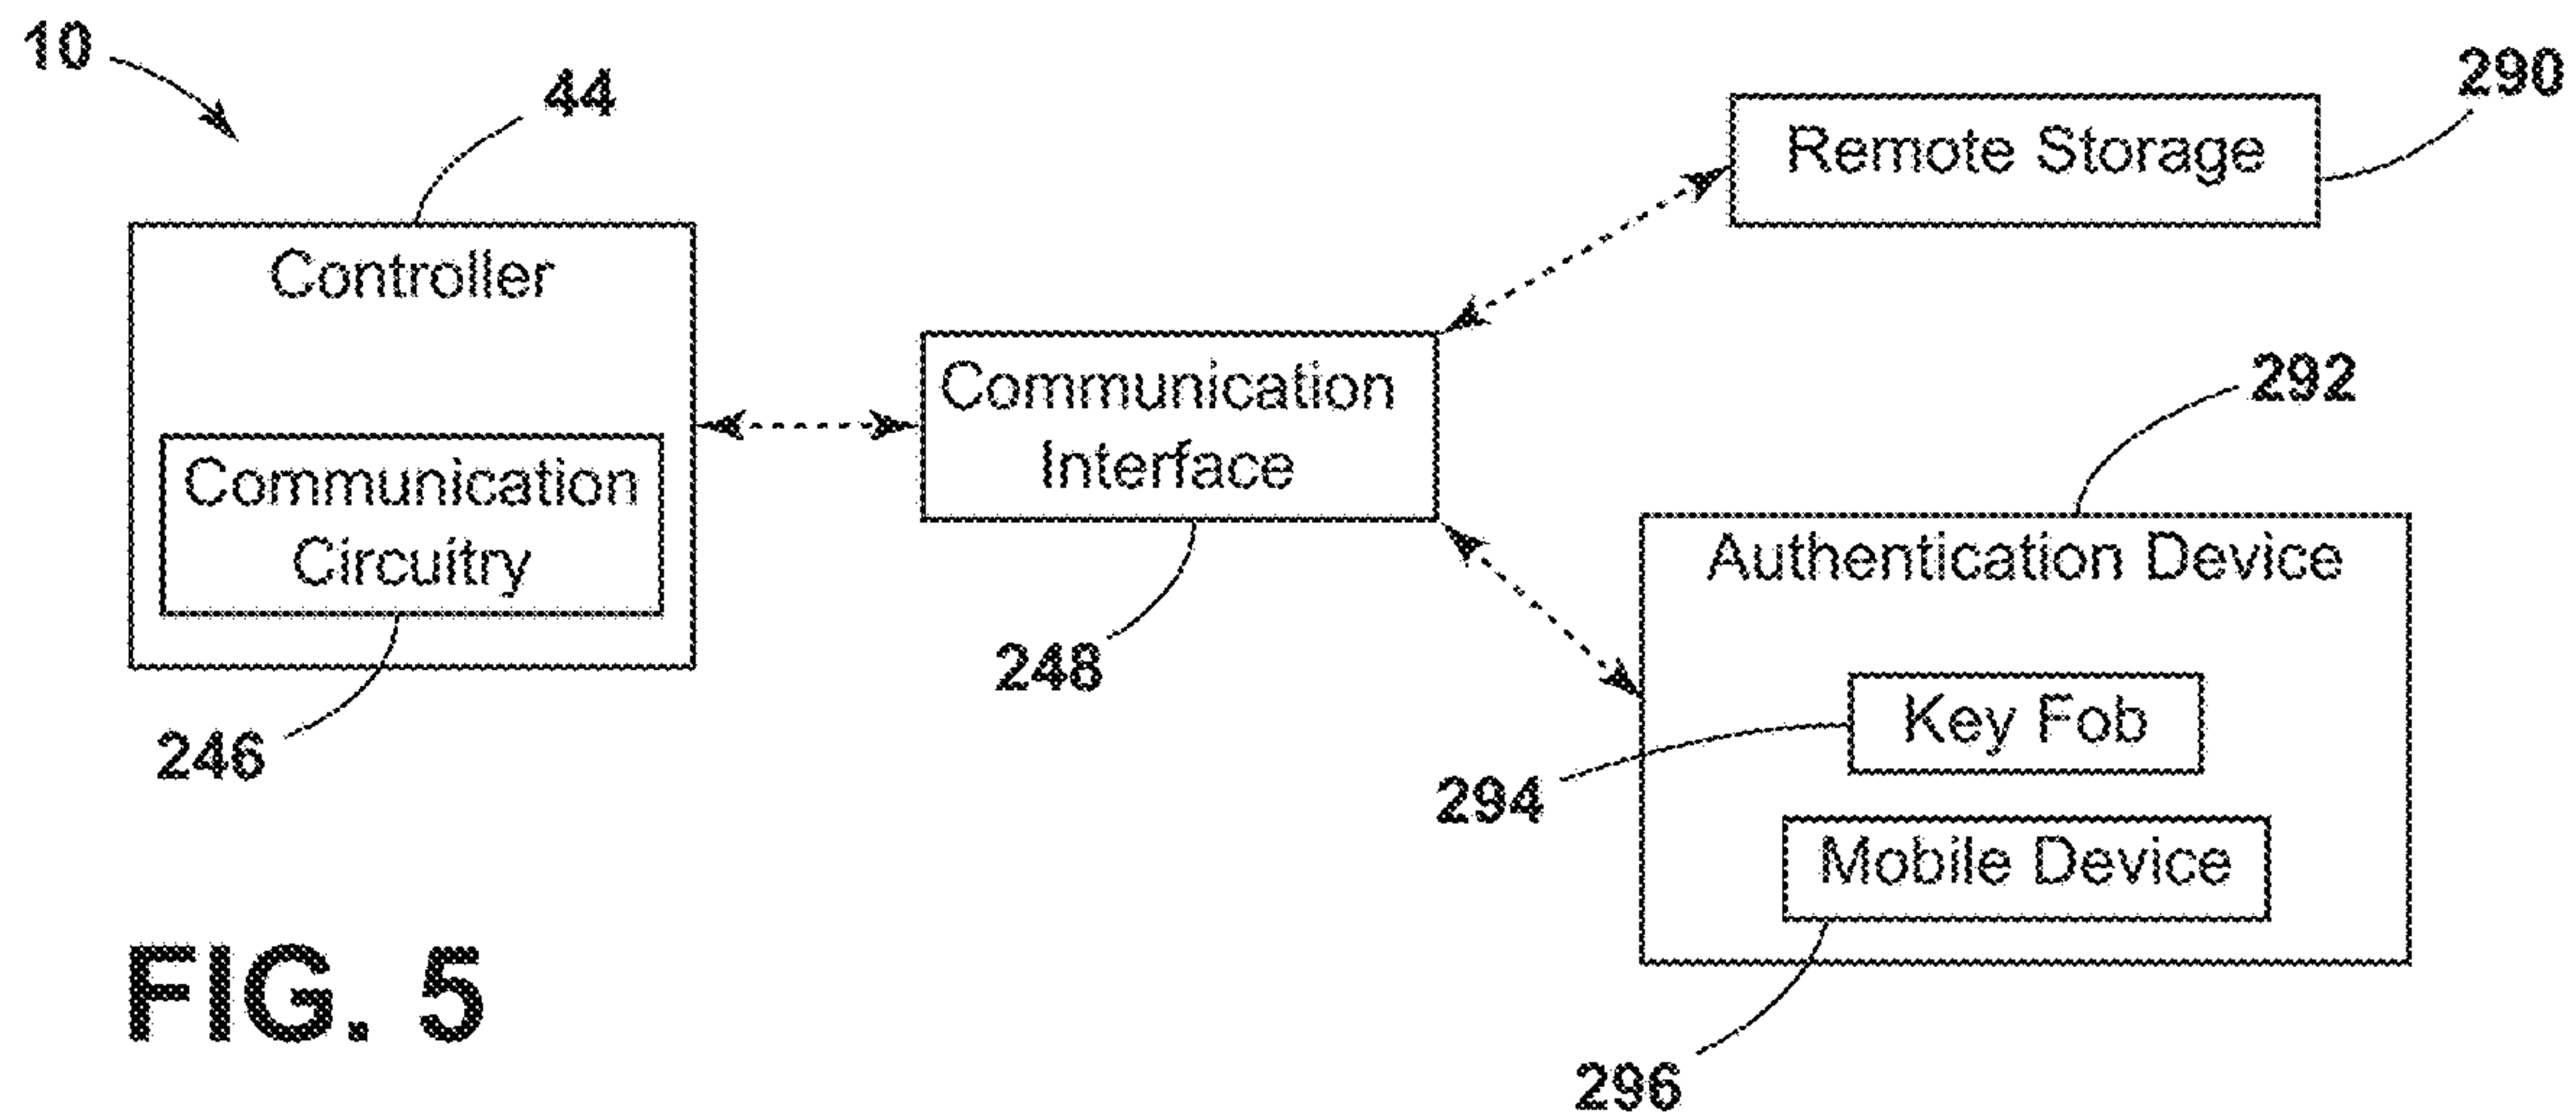 10
44
290
Remote Storage
Controller
Communication
Interface
292
Communication
Circuitry
Authentication Device
248
Key Fob
246
294
Mobile Device
FIG. 5
296